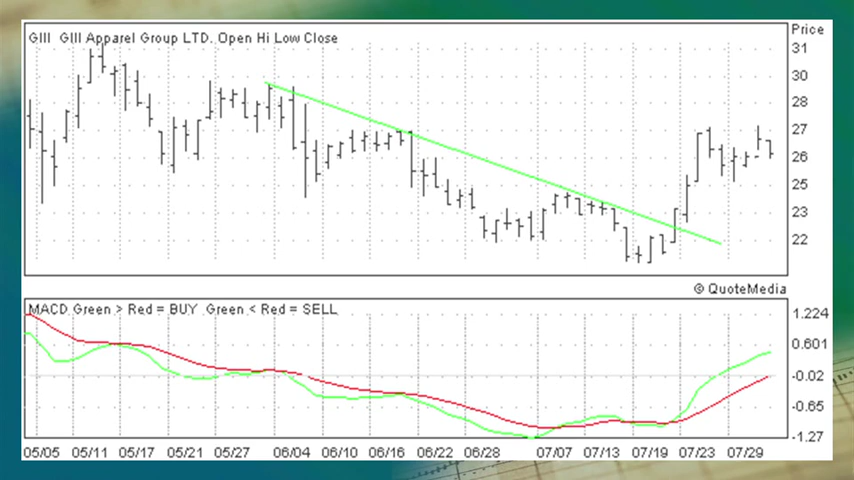 GIII GIII Apparel Group LTD. Open Hi Low Close
Price
31
30
28
27
26
25
23
22
© QuoteMedia
MACD Green > Red = BUY Green < Red = SELL
1.224
0.601
-0.02
-0.65
-1.27
05/05 05/11 05/17 05/21 05/27 06/04 06/10 06/16 06/22 06/28 07/07 07/13 07/19 07/23 07/29